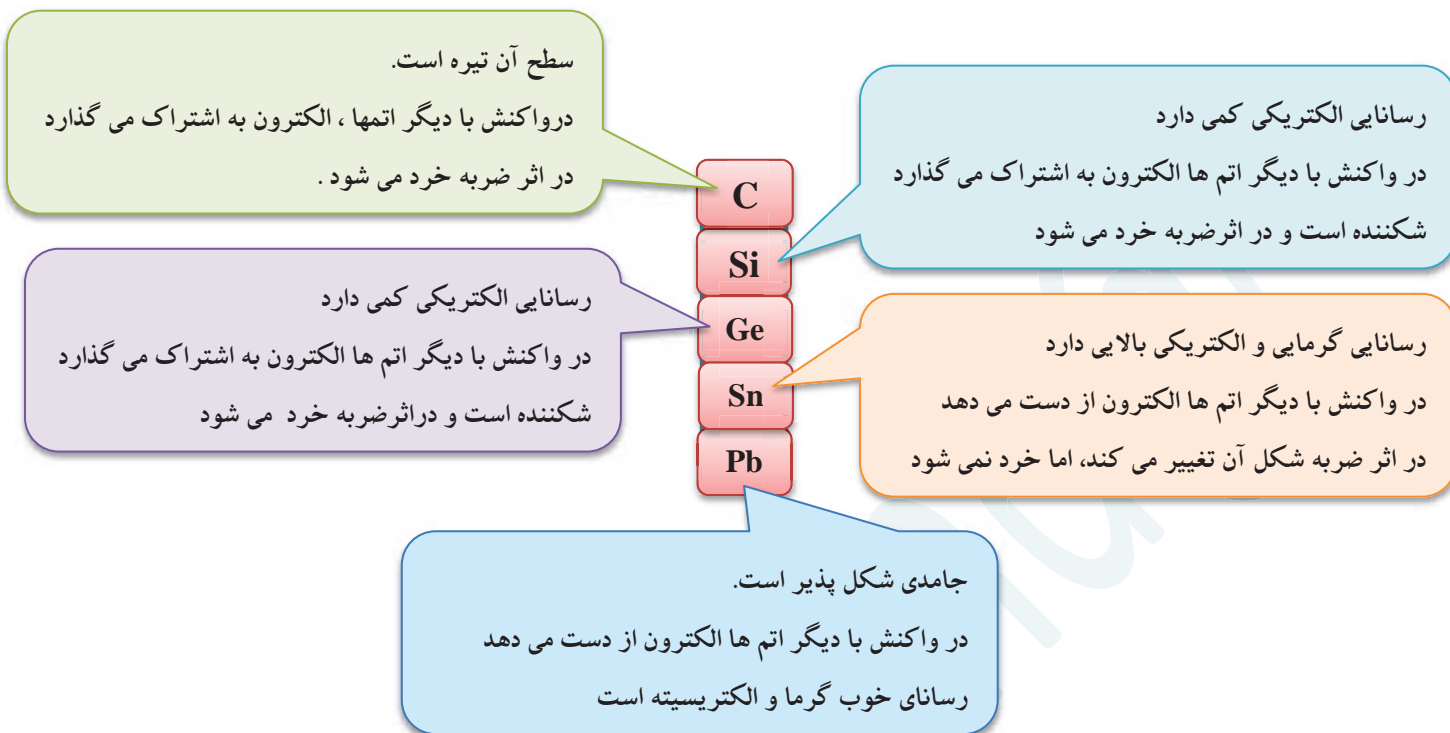 سطح آن تیره است.
درواکنش با دیگر اتمها ، الکترون به اشتراک می گذارد
در اثر ضربه خرد می شود .
رسانایی الکتریکی کمی دارد
در واکنش با دیگر اتم ها الکترون به اشتراک می گذارد
شکننده است و در اثرضربه خرد می شود
C
Si
Ge
Sn
Pb
رسانایی الکتریکی کمی دارد
در واکنش با دیگر اتم ها الکترون به اشتراک می گذارد
شکننده است و دراثرضربه خرد می شود
رسانایی گرمایی و الکتریکی بالایی دارد
در واکنش با دیگر اتم ها الکترون از دست می دهد
در اثر ضربه شکل آن تغییر می کند، اما خرد نمی شود
جامدی شکل پذیر است.
در واکنش با دیگر اتم ها الکترون از دست می دهد
رسانای خوب گرما و الکتریسیته است